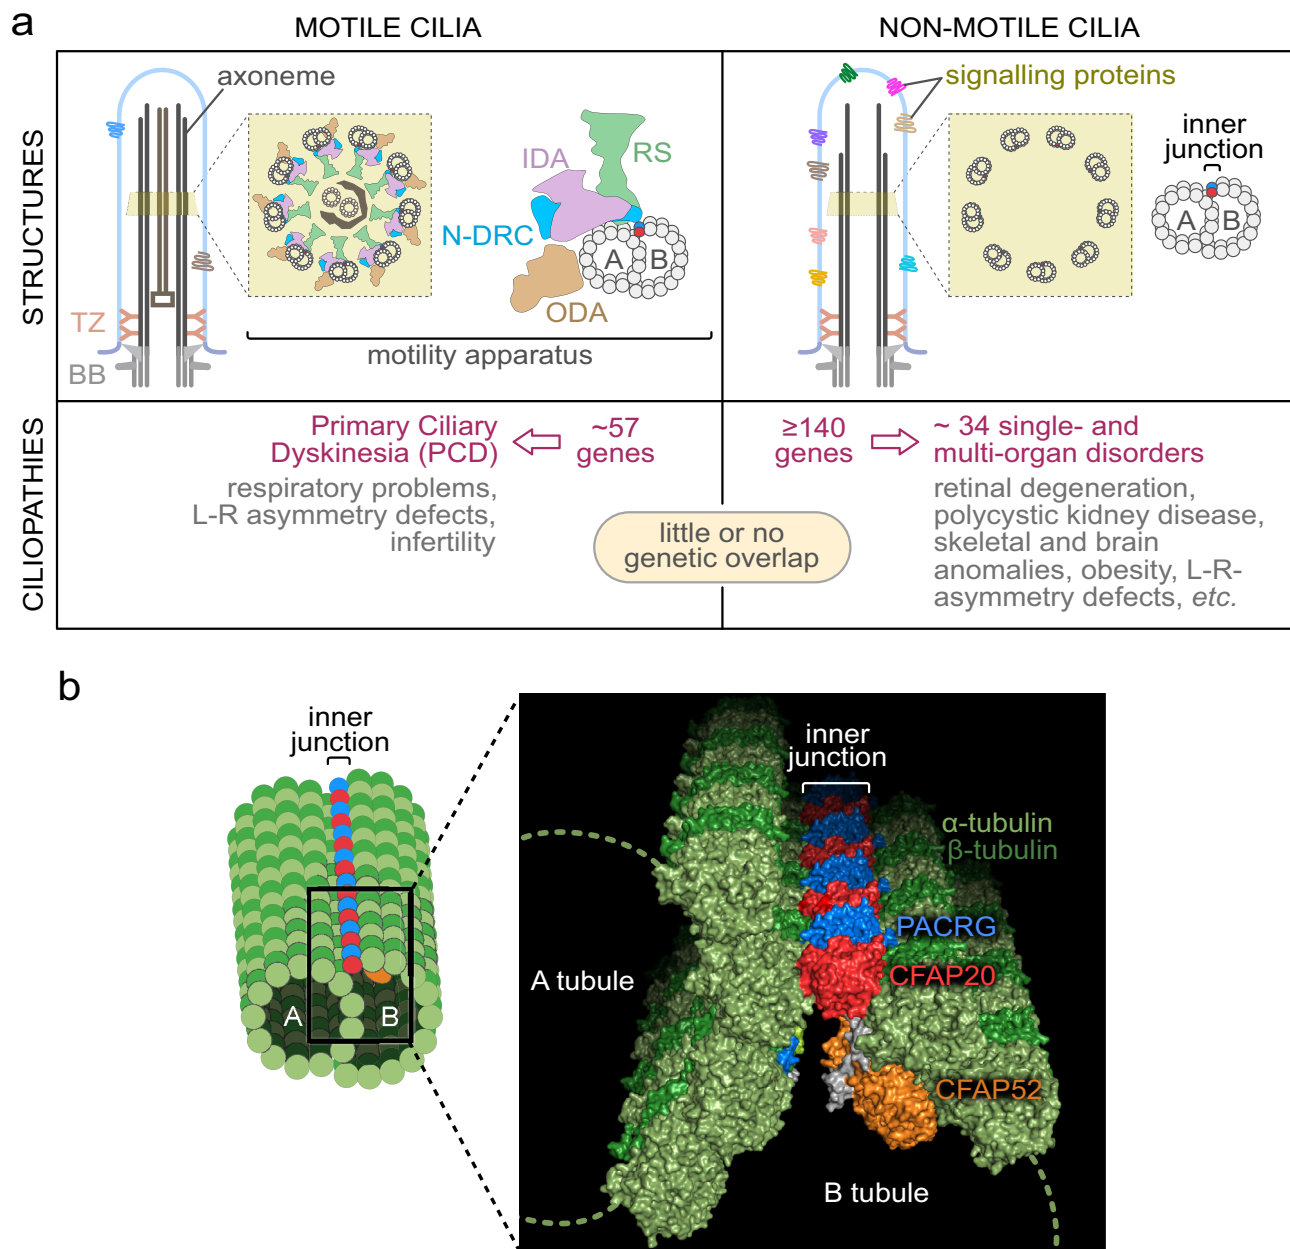 a
MOTILE CILIA
NON-MOTILE CILIA
STRUCTURES
axoneme
IDA
RS
N-DRC
A
B
ODA
TZ
BB
motility apparatus
signalling proteins
inner
junction
A
B
CILIOPATHIES
Primary Ciliary
Dyskinesia (PCD)
~57
genes
respiratory problems,
L-R asymmetry defects,
infertility
little or no
genetic overlap
≥140
genes
~ 34 single- and
multi-organ disorders
retinal degeneration,
polycystic kidney disease,
skeletal and brain
anomalies, obesity, L-R-
asymmetry defects, etc.
b
inner
junction
A
B
inner
junction
α-tubulin
β-tubulin
PACRG
CFAP20
A tubule
CFAP52
B tubule